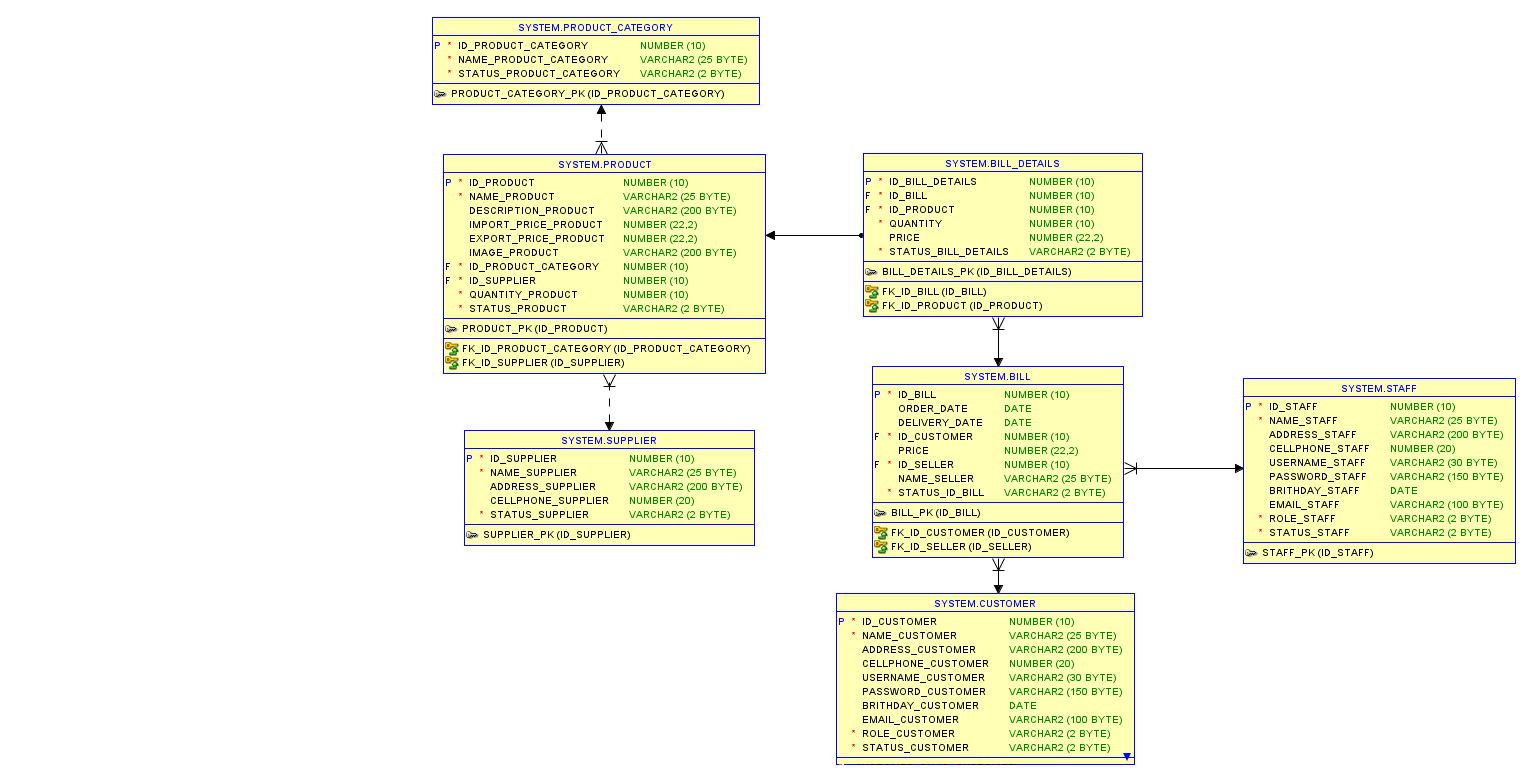 SYSTEM.PRODUCT_CATEGORY
P * ID_PRODUCT_CATEGORY NUMBER (10)
* NAME_PRODUCT_CATEGORY VARCHAR2 (25 BYTE)
* STATUS_PRODUCT_CATEGORY VARCHAR2 (2 BYTE)
PRODUCT_CATEGORY_PK (ID_PRODUCT_CATEGORY)
SYSTEM.PRODUCT
P * ID_PRODUCT NUMBER (10)
* NAME_PRODUCT VARCHAR2 (25 BYTE)
DESCRIPTION_PRODUCT VARCHAR2 (200 BYTE)
IMPORT_PRICE_PRODUCT NUMBER (22,2)
EXPORT_PRICE_PRODUCT NUMBER (22,2)
IMAGE_PRODUCT VARCHAR2 (200 BYTE)
F * ID_PRODUCT_CATEGORY NUMBER (10)
F * ID_SUPPLIER NUMBER (10)
* QUANTITY_PRODUCT NUMBER (10)
* STATUS_PRODUCT VARCHAR2 (2 BYTE)
PRODUCT_PK (ID_PRODUCT)
FK_ID_PRODUCT_CATEGORY (ID_PRODUCT_CATEGORY)
FK_ID_SUPPLIER (ID_SUPPLIER)
SYSTEM.BILL_DETAILS
P * ID_BILL_DETAILS NUMBER (10)
F * ID_BILL NUMBER (10)
F * ID_PRODUCT NUMBER (10)
* QUANTITY NUMBER (10)
PRICE NUMBER (22,2)
* STATUS_BILL_DETAILS VARCHAR2 (2 BYTE)
BILL_DETAILS_PK (ID_BILL_DETAILS)
FK_ID_BILL (ID_BILL)
FK_ID_PRODUCT (ID_PRODUCT)
SYSTEM.SUPPLIER
P * ID_SUPPLIER NUMBER (10)
* NAME_SUPPLIER VARCHAR2 (25 BYTE)
ADDRESS_SUPPLIER VARCHAR2 (200 BYTE)
CELLPHONE_SUPPLIER NUMBER (20)
* STATUS_SUPPLIER VARCHAR2 (2 BYTE)
SUPPLIER_PK (ID_SUPPLIER)
SYSTEM.BILL
P * ID_BILL NUMBER (10)
ORDER_DATE DATE
DELIVERY_DATE DATE
F * ID_CUSTOMER NUMBER (10)
PRICE NUMBER (22,2)
F * ID_SELLER NUMBER (10)
NAME_SELLER VARCHAR2 (25 BYTE)
* STATUS_ID_BILL VARCHAR2 (2 BYTE)
BILL_PK (ID_BILL)
FK_ID_CUSTOMER (ID_CUSTOMER)
FK_ID_SELLER (ID_SELLER)
SYSTEM.STAFF
P * ID_STAFF NUMBER (10)
* NAME_STAFF VARCHAR2 (25 BYTE)
ADDRESS_STAFF VARCHAR2 (200 BYTE)
CELLPHONE_STAFF NUMBER (20)
USERNAME_STAFF VARCHAR2 (30 BYTE)
PASSWORD_STAFF VARCHAR2 (150 BYTE)
BRITHDAY_STAFF DATE
EMAIL_STAFF VARCHAR2 (100 BYTE)
* ROLE_STAFF VARCHAR2 (2 BYTE)
* STATUS_STAFF VARCHAR2 (2 BYTE)
STAFF_PK (ID_STAFF)
SYSTEM.CUSTOMER
P * ID_CUSTOMER NUMBER (10)
* NAME_CUSTOMER VARCHAR2 (25 BYTE)
ADDRESS_CUSTOMER VARCHAR2 (200 BYTE)
CELLPHONE_CUSTOMER NUMBER (20)
USERNAME_CUSTOMER VARCHAR2 (30 BYTE)
PASSWORD_CUSTOMER VARCHAR2 (150 BYTE)
BRITHDAY_CUSTOMER DATE
EMAIL_CUSTOMER VARCHAR2 (100 BYTE)
* ROLE_CUSTOMER VARCHAR2 (2 BYTE)
* STATUS_CUSTOMER VARCHAR2 (2 BYTE)